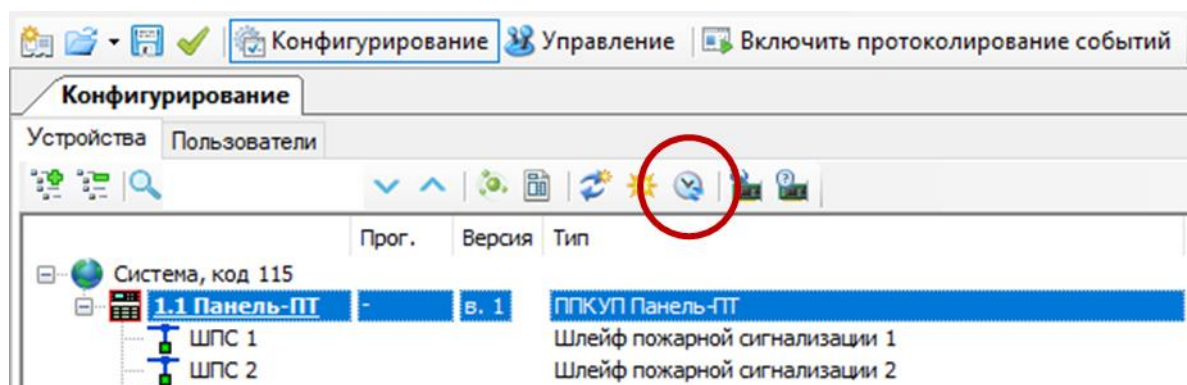 Конфигурирование Управление Включить протоколирование событий
Конфигурирование
Устройства Пользователи
Прог. Версия Тип
Система, код 115
1.1 Панель-ПТ - в. 1 ППКУП Панель-ПТ
ШПС 1 Шлейф пожарной сигнализации 1
ШПС 2 Шлейф пожарной сигнализации 2